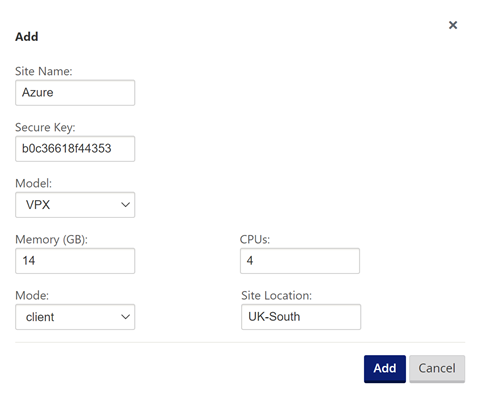 ×
Add
Site Name:
Azure
Secure Key:
b0c36618f44353
Model:
VPX
Memory (GB):
CPUs:
14
4
Mode:
Site Location:
client
UK-South
Add
Cancel